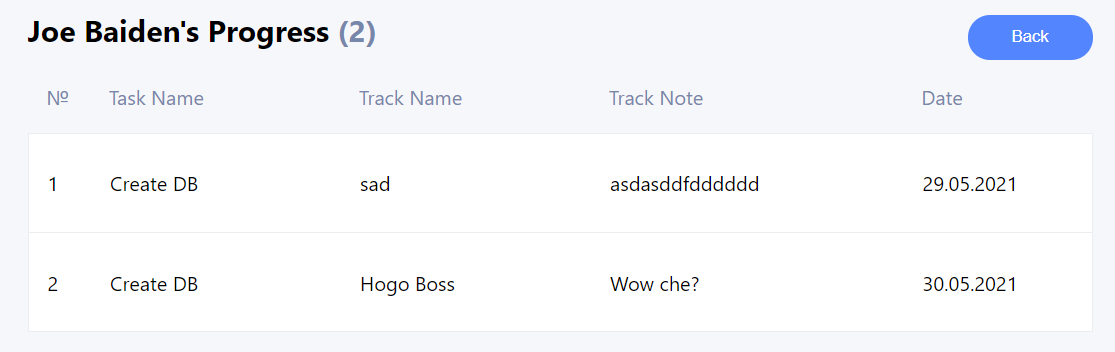 Joe Baiden's Progress (2)
Back
№ Task Name Track Name Track Note Date
1 Create DB sad asdasddfdddddd 29.05.2021
2 Create DB Hogo Boss Wow che? 30.05.2021